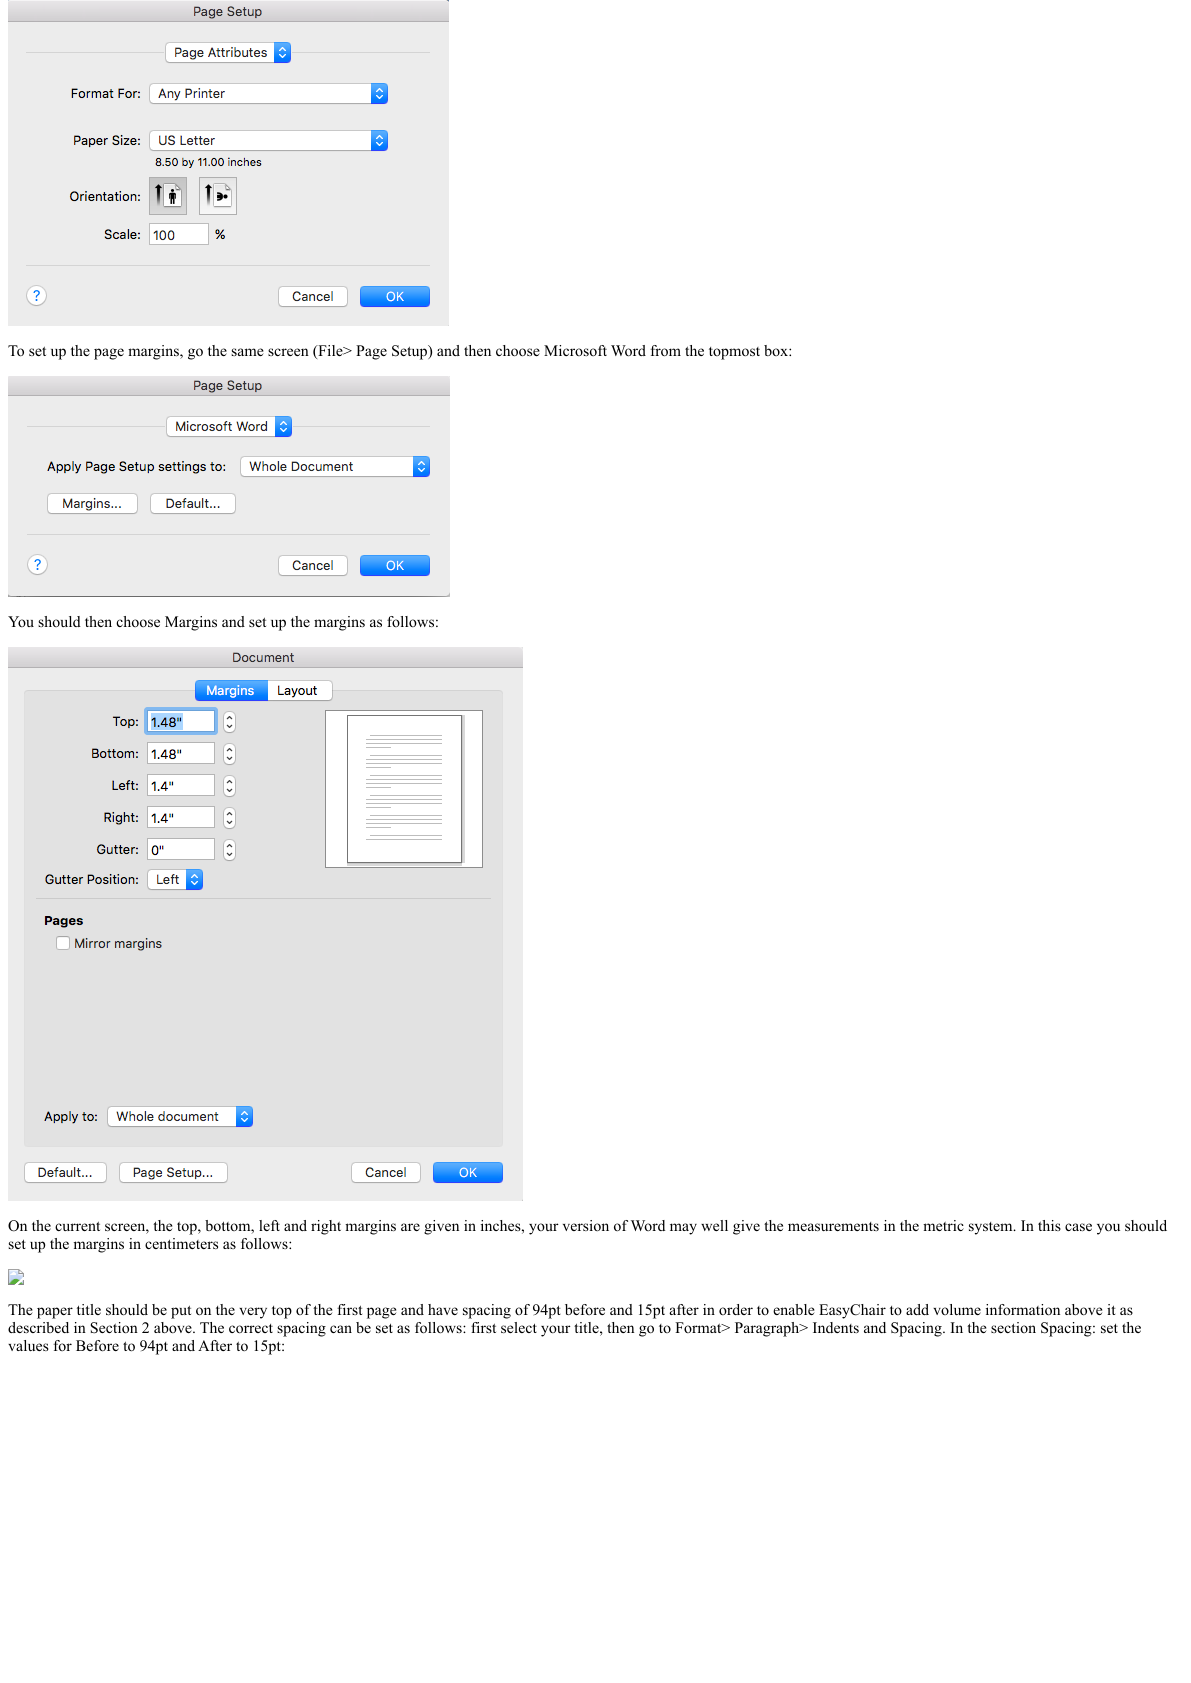 Page Setup
Page Attributes
Format For: Any Printer
Paper Size: US Letter
8.50 by 11.00 inches
Orientation:
Scale: 100 %
? Cancel OK
To set up the page margins, go the same screen (File> Page Setup) and then choose Microsoft Word from the topmost box:
Page Setup
Microsoft Word
Apply Page Setup settings to: Whole Document
Margins... Default...
? Cancel OK
You should then choose Margins and set up the margins as follows:
Document
Margins Layout
Top: 1.48"
Bottom: 1.48"
Left: 1.4"
Right: 1.4"
Gutter: 0"
Gutter Position: Left
Pages
Mirror margins
Apply to: Whole document
Default... Page Setup... Cancel OK
On the current screen, the top, bottom, left and right margins are given in inches, your version of Word may well give the measurements in the metric system. In this case you should
set up the margins in centimeters as follows:
The paper title should be put on the very top of the first page and have spacing of 94pt before and 15pt after in order to enable EasyChair to add volume information above it as
described in Section 2 above. The correct spacing can be set as follows: first select your title, then go to Format> Paragraph> Indents and Spacing. In the section Spacing: set the
values for Before to 94pt and After to 15pt: